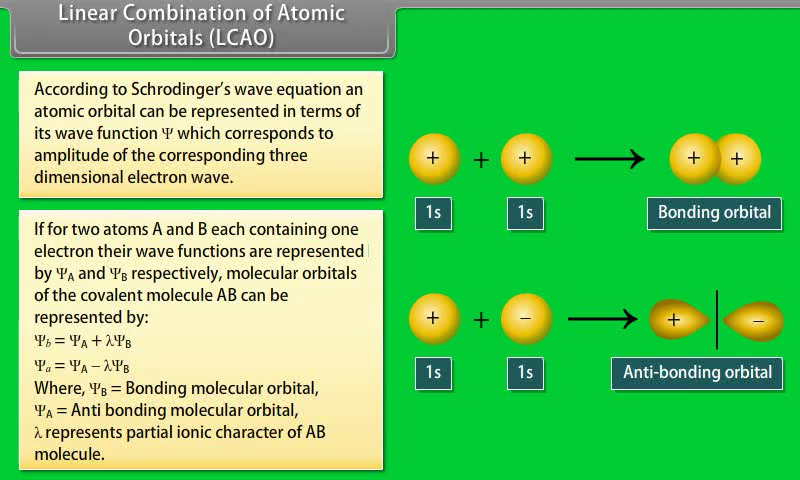 Linear Combination of Atomic
Orbitals (LCAO)
According to Schrodinger's wave equation an
atomic orbital can be represented in terms of
its wave function Ψ which corresponds to
amplitude of the corresponding three
dimensional electron wave.
If for two atoms A and B each containing one
electron their wave functions are represented
by ΨA and ΨB respectively, molecular orbitals
of the covalent molecule AB can be
represented by:
Ψb = ΨA + λΨB
Ψa = ΨA − λΨB
Where, ΨB = Bonding molecular orbital,
ΨA = Anti bonding molecular orbital,
λ represents partial ionic character of AB
molecule.
+ + + + +
1s 1s Bonding orbital
+ + − + −
1s 1s Anti-bonding orbital